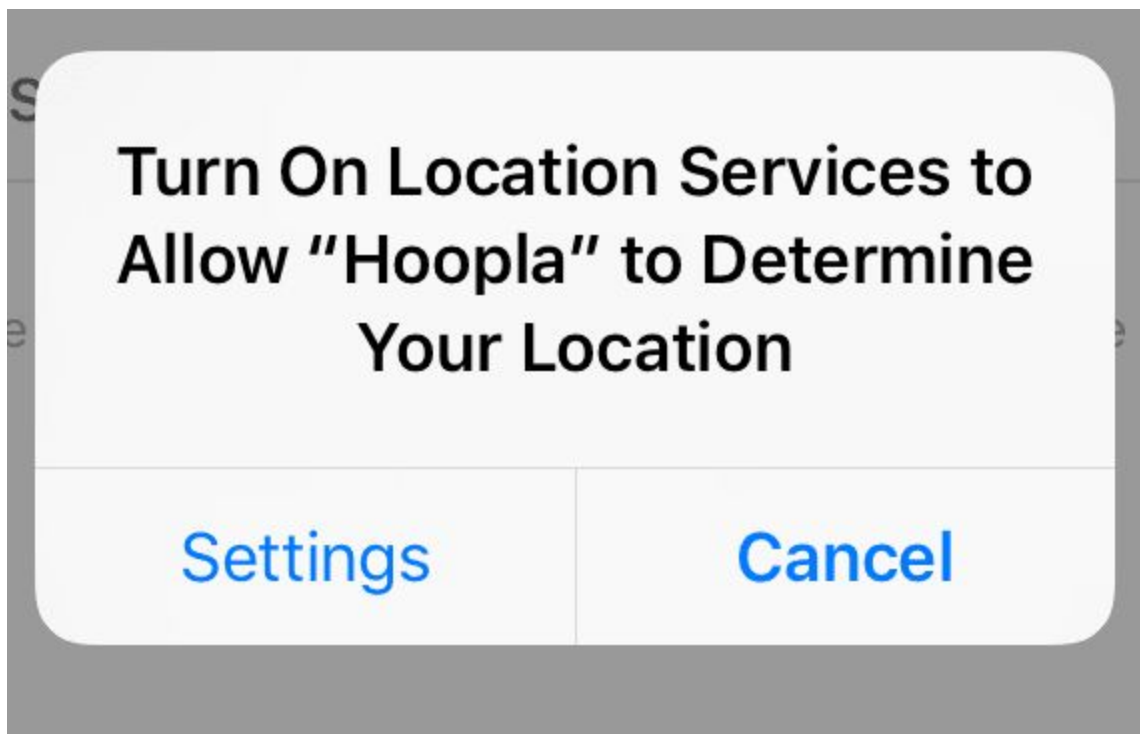 Turn On Location Services to
Allow “Hoopla” to Determine
Your Location
Settings
Cancel